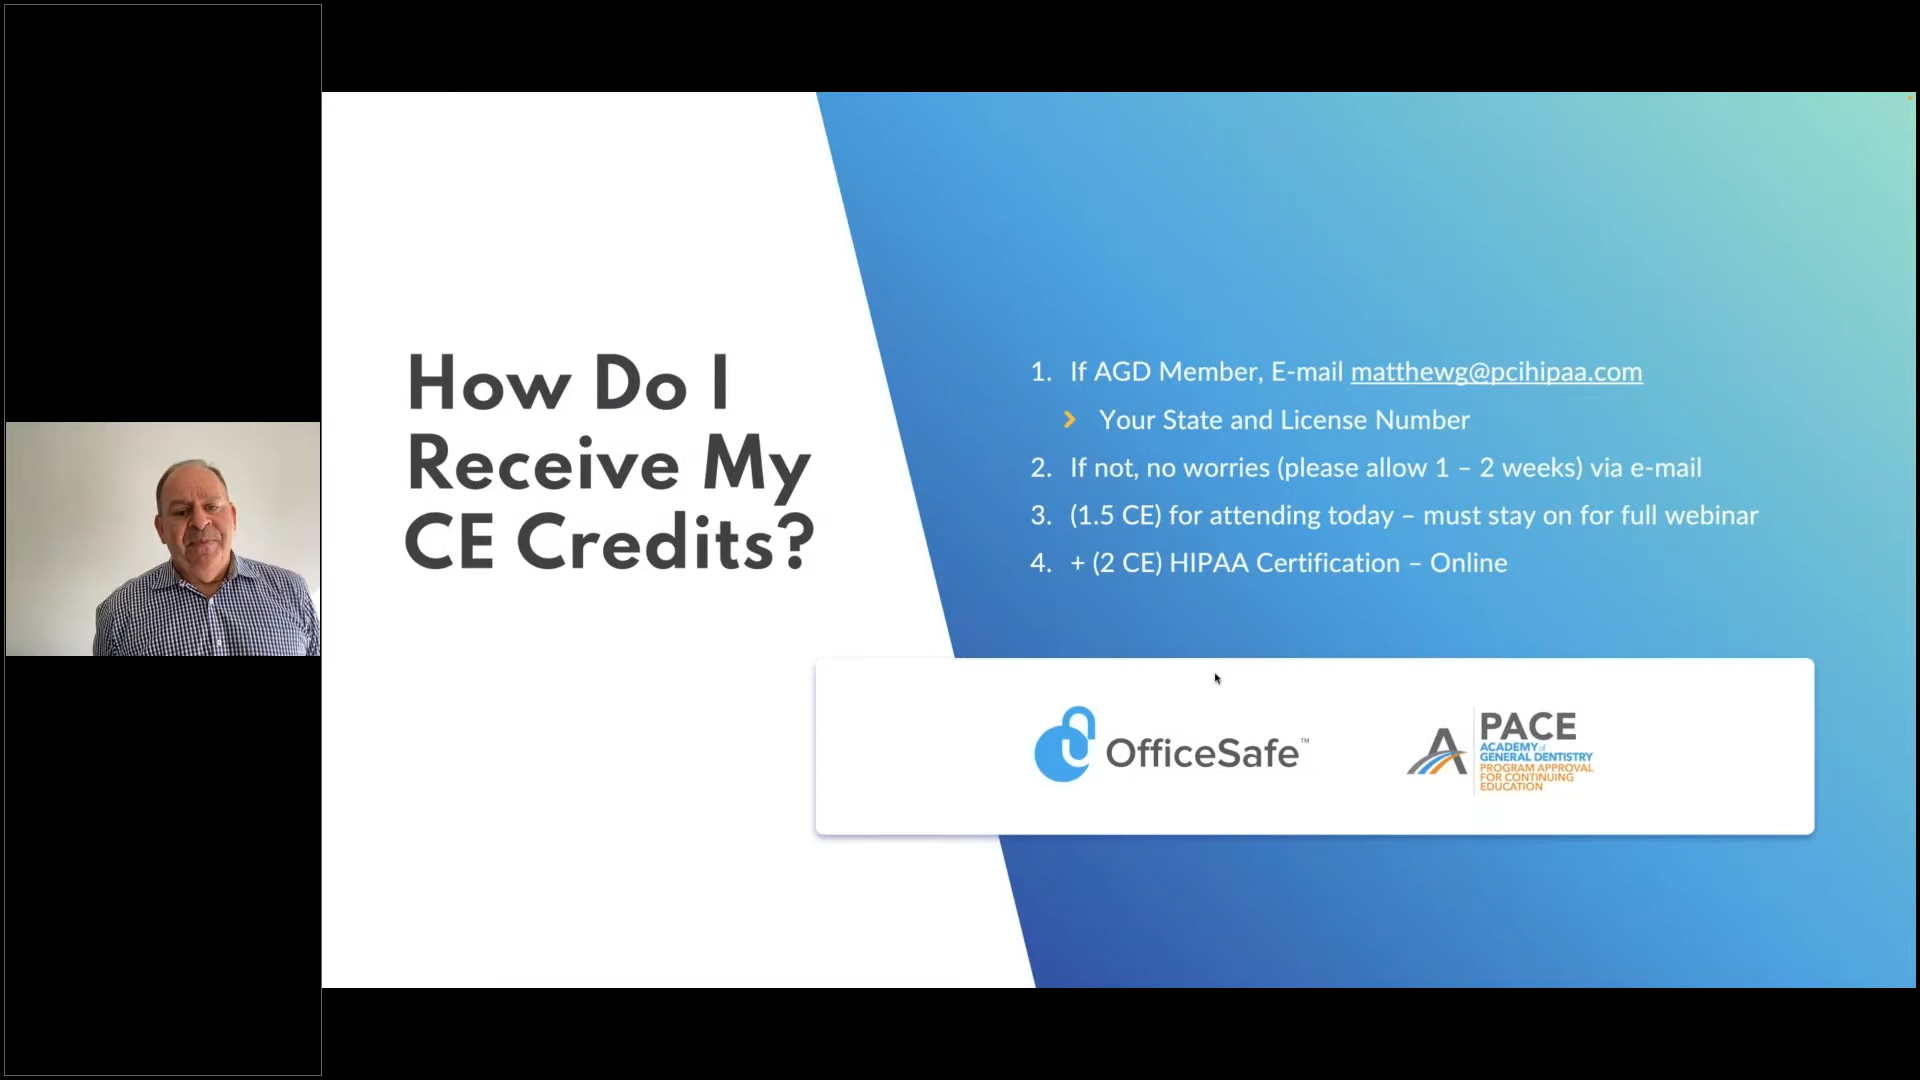 How Do I
Receive My
CE Credits?
1. If AGD Member, E-mail matthewg@pcihipaa.com
Your State and License Number
2. If not, no worries (please allow 1 – 2 weeks) via e-mail
3. (1.5 CE) for attending today – must stay on for full webinar
4. + (2 CE) HIPAA Certification – Online
OfficeSafe™
PACE
ACADEMY of
GENERAL DENTISTRY
PROGRAM APPROVAL
FOR CONTINUING
EDUCATION